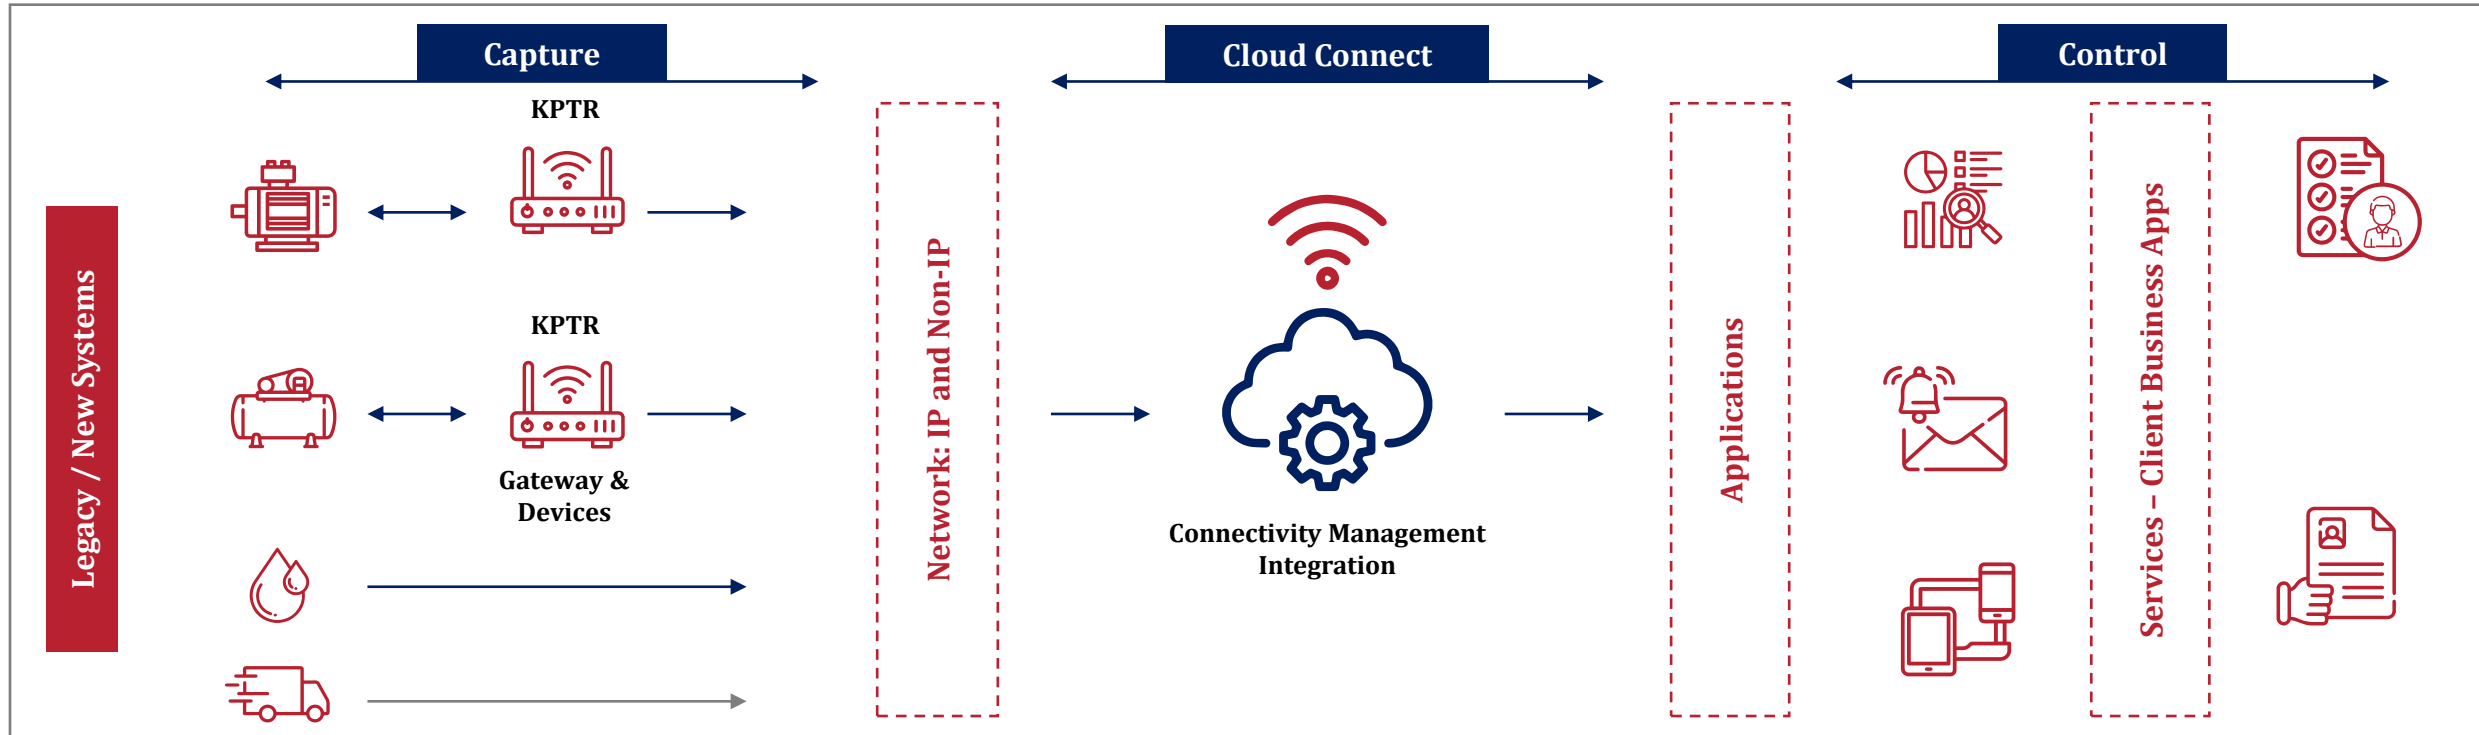 Capture
Cloud Connect
Control
Legacy / New Systems
KPTR
KPTR
Gateway &
Devices
Network: IP and Non-IP
Connectivity Management
Integration
Applications
Services – Client Business Apps